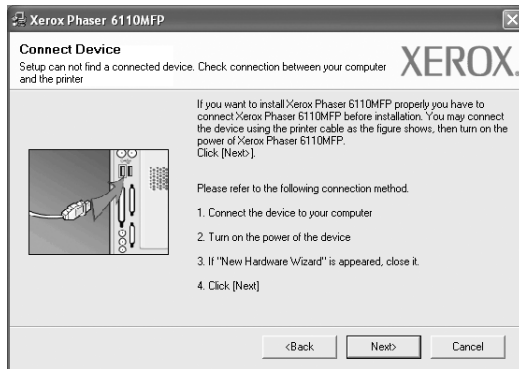 Xerox Phaser 6110MFP
Connect Device
Setup can not find a connected device. Check connection between your computer
and the printer
XEROX.
If you want to install Xerox Phaser 6110MFP properly you have to
connect Xerox Phaser 6110MFP before installation. You may connect
the device using the printer cable as the figure shows, then turn on the
power of Xerox Phaser 6110MFP.
Click [Next>].
Please refer to the following connection method.
1. Connect the device to your computer
2. Turn on the power of the device
3. If "New Hardware Wizard" is appeared, close it.
4. Click [Next]
<Back
Next>
Cancel